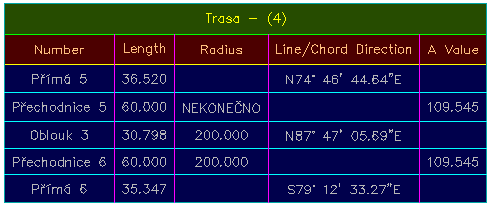 Trasa – (4)
Number Length Radius Line/Chord Direction A Value
Přímá 5 36.520 N74° 46' 44.64"E
Přechodnice 5 60.000 NEKONEČNO 109.545
Oblouk 3 30.798 200.000 N87° 47' 05.69"E
Přechodnice 6 60.000 200.000 109.545
Přímá 6 35.347 S79° 12' 33.27"E